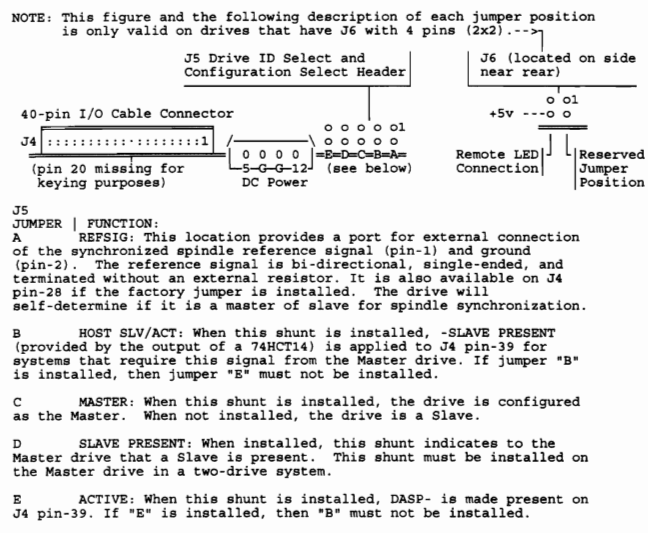 NOTE: This figure and the following description of each jumper position
is only valid on drives that have J6 with 4 pins (2x2).-->
J5 Drive ID Select and
Configuration Select Header
J6 (located on side
near rear)
40-pin I/O Cable Connector
o o1
+5v ---o o
o o o o o1
J4 ::::::::::·::::::::1
o o o o o
0 0 0 0
=E=D=C=B=A=
(pin 20 missing for
keying purposes)
5-G-G-12
DC Power
(see below)
Remote LED
Connection
Reserved
Jumper
Position
J5
JUMPER | FUNCTION:
A REFSIG: This location provides a port for external connection
of the synchronized spindle reference signal (pin-1) and ground
(pin-2). The reference signal is bi-directional, single-ended, and
terminated without an external resistor. It is also available on J4
pin-28 if the factory jumper is installed. The drive will
self-determine if it is a master of slave for spindle synchronization.
B HOST SLV/ACT: When this shunt is installed, -SLAVE PRESENT
(provided by the output of a 74HCT14) is applied to J4 pin-39 for
systems that require this signal from the Master drive. If jumper "B"
is installed, then jumper "E" must not be installed.
C MASTER: When this shunt is installed, the drive is configured
as the Master. When not installed, the drive is a Slave.
D SLAVE PRESENT: When installed, this shunt indicates to the
Master drive that a Slave is present. This shunt must be installed on
the Master drive in a two-drive system.
E ACTIVE: When this shunt is installed, DASP- is made present on
J4 pin-39. If "E" is installed, then "B" must not be installed.